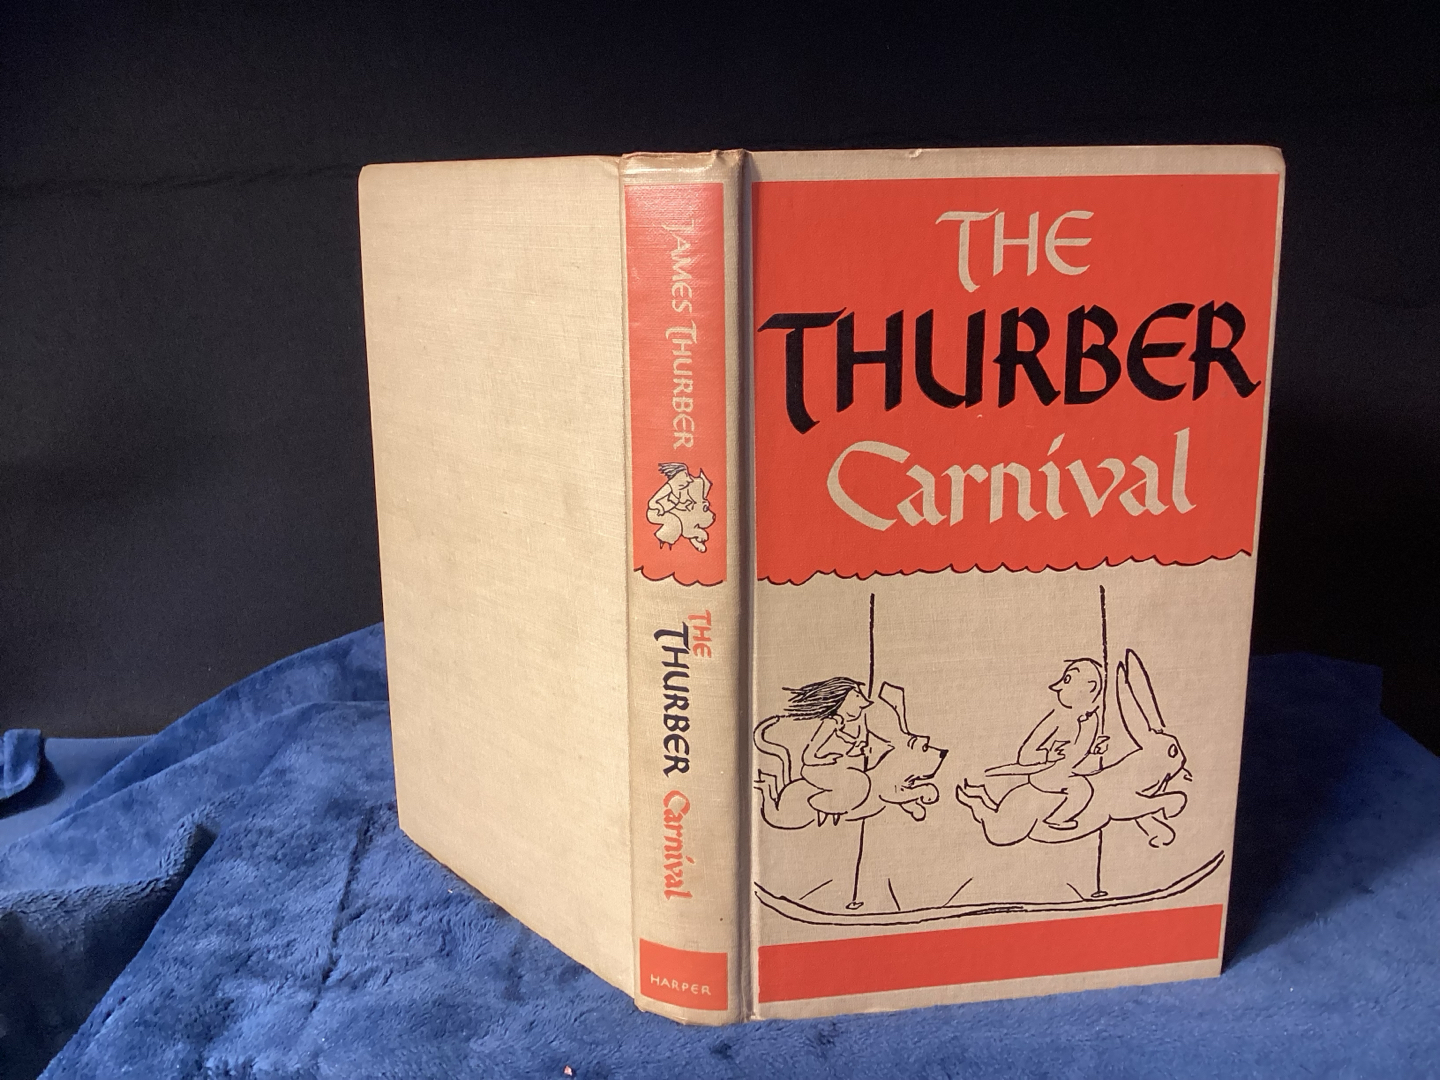 JAMES THURBER
THE
THURBER
Carnival
HARPER
THE
THURBER
Carnival